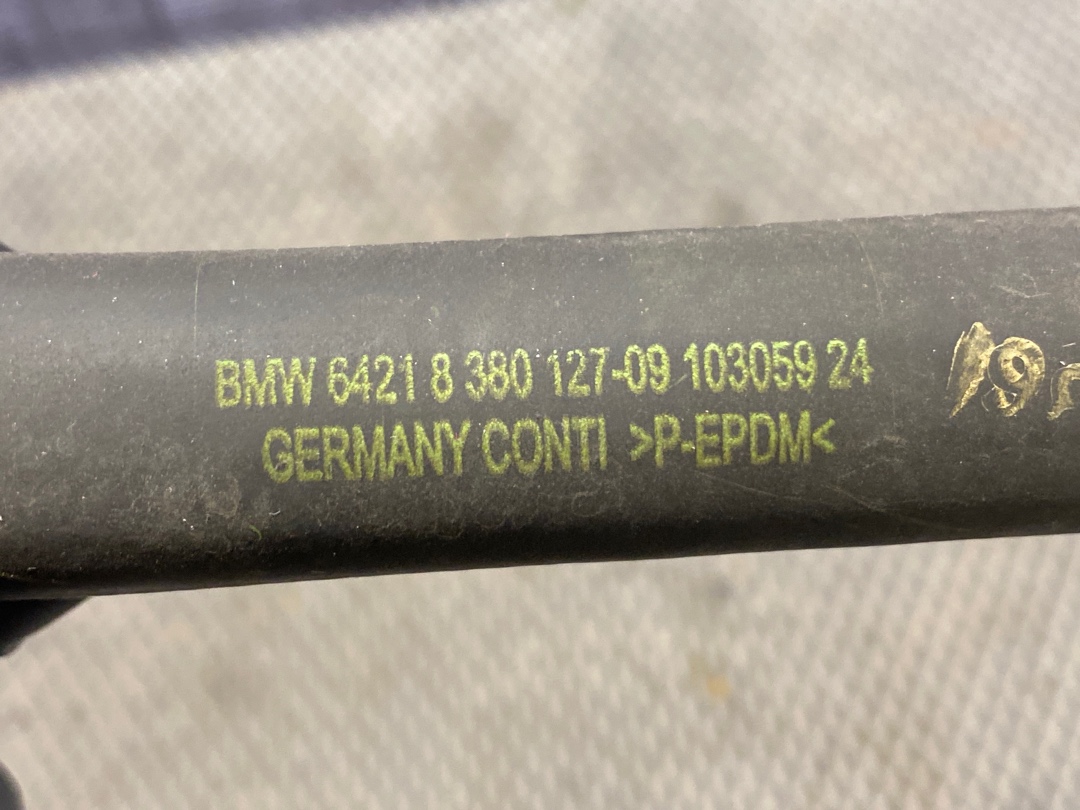 BMW 6421 8 380 127-09 103059 24
GERMANY CONTI >P-EPDM<